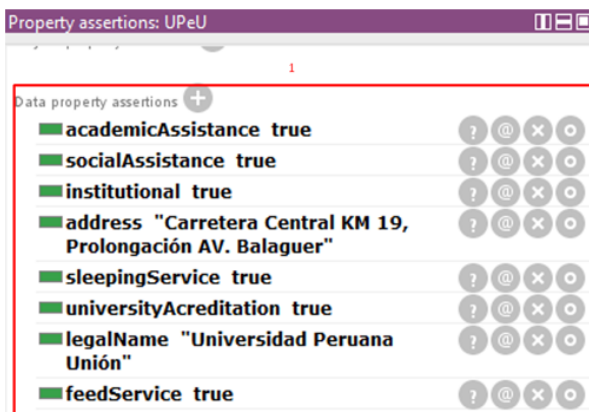 Property assertions: UPeU
1
Data property assertions
academicAssistance true
socialAssistance true
institutional true
address "Carretera Central KM 19,
Prolongación AV. Balaguer"
sleepingService true
universityAcreditation true
legalName "Universidad Peruana
Unión"
feedService true